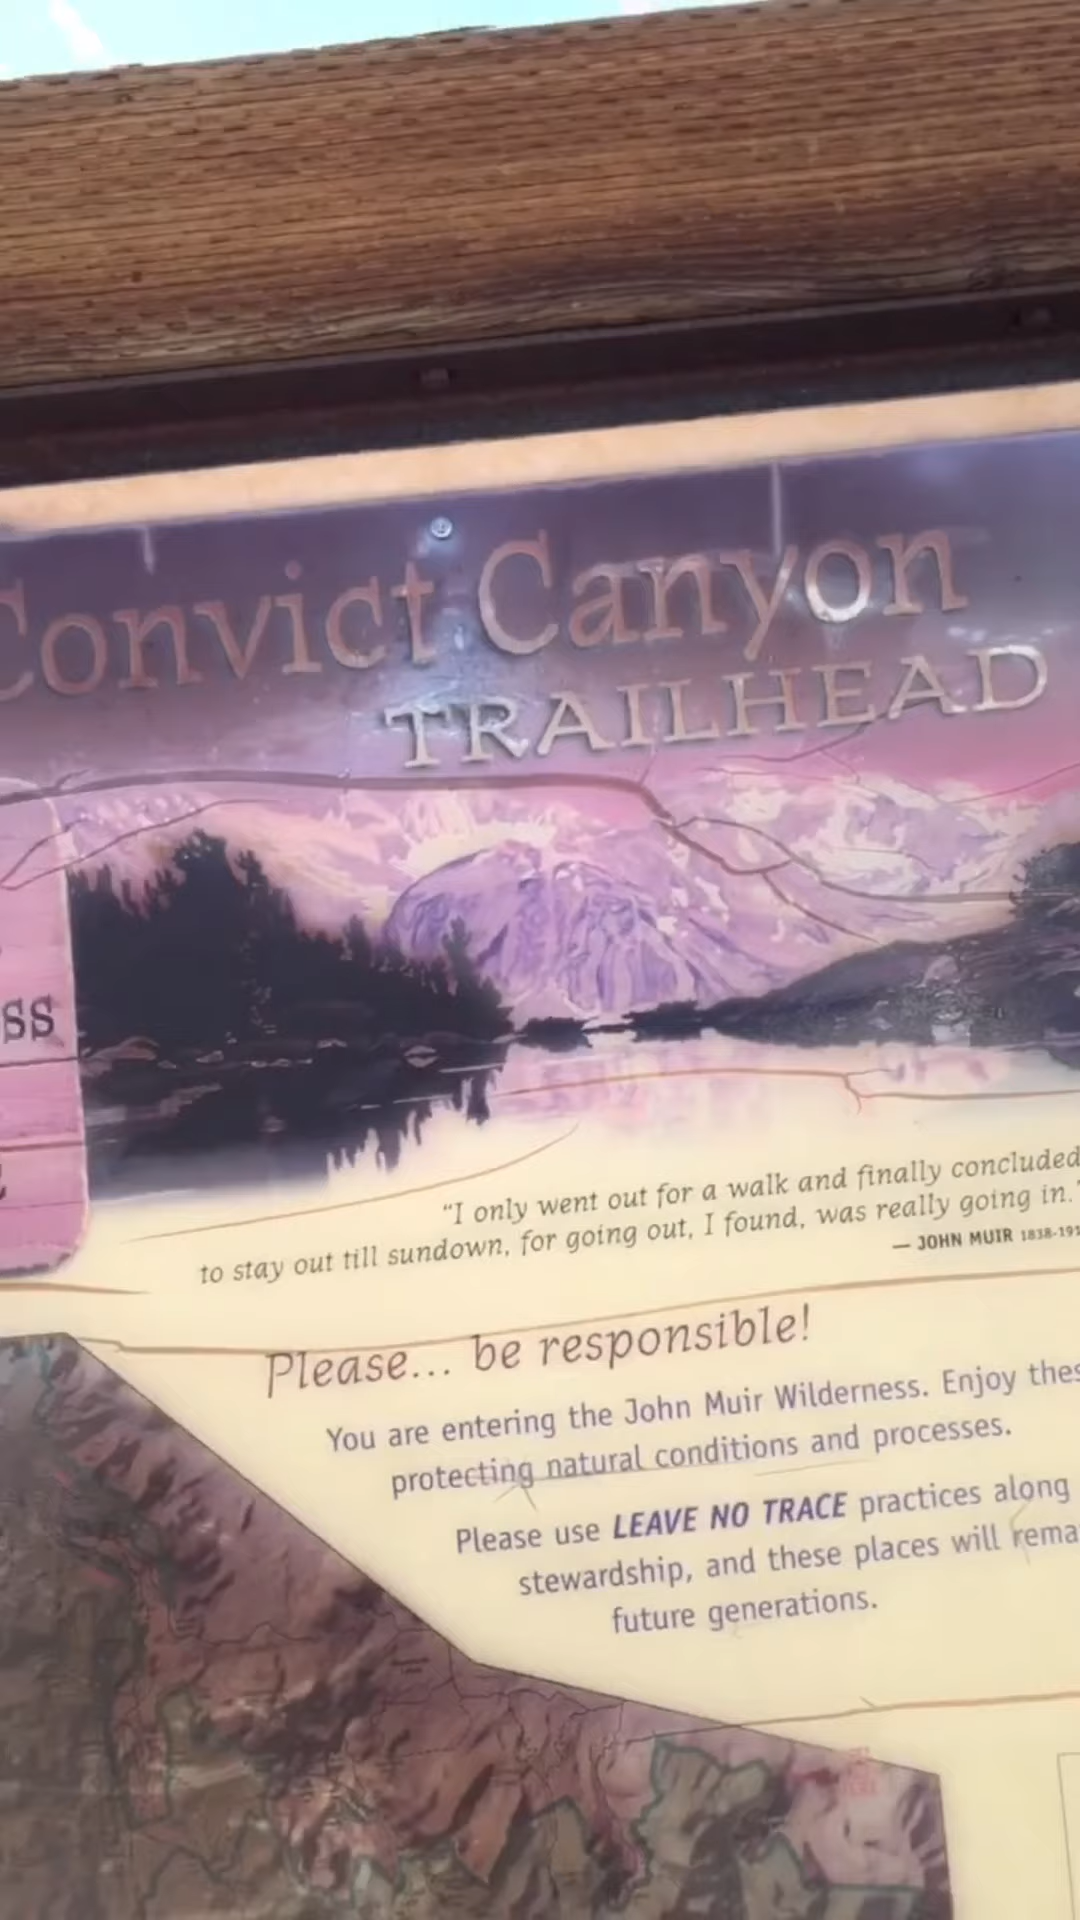 Convict Canyon
TRAILHEAD
ss
"I only went out for a walk and finally concluded
to stay out till sundown, for going out, I found, was really going in."
— JOHN MUIR 1838-191
Please... be responsible!
You are entering the John Muir Wilderness. Enjoy thes
protecting natural conditions and processes.
Please use LEAVE NO TRACE practices along
stewardship, and these places will rema
future generations.